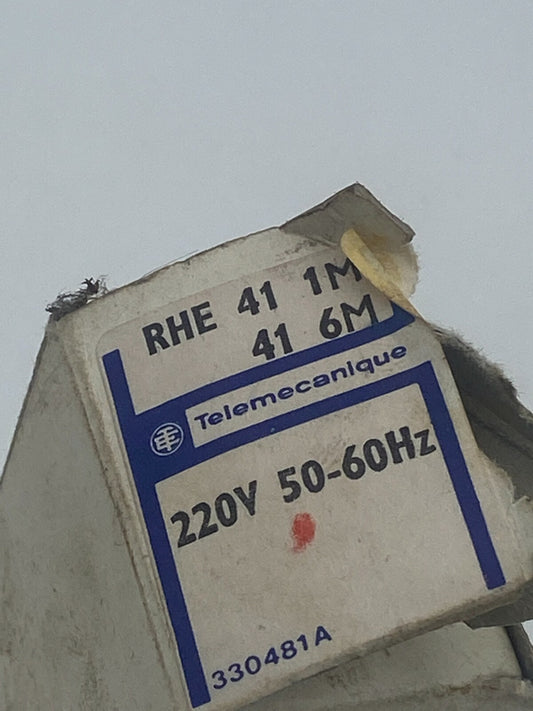 RHE 41 1M
41 6M
Telemecanique
220V 50-60Hz
330481A